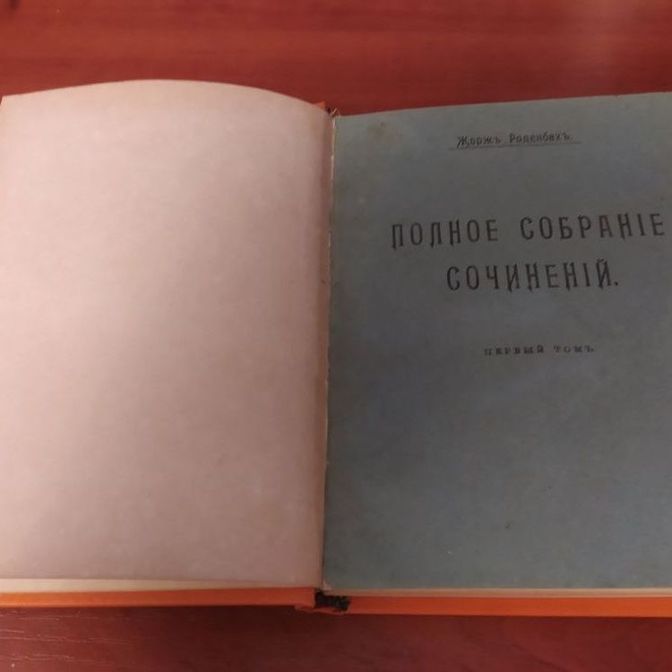 Жоржъ Роденбахъ.
ПОЛНОЕ СОБРАНІЕ
СОЧИНЕНІЙ.
ПЕРВЫЙ ТОМЪ